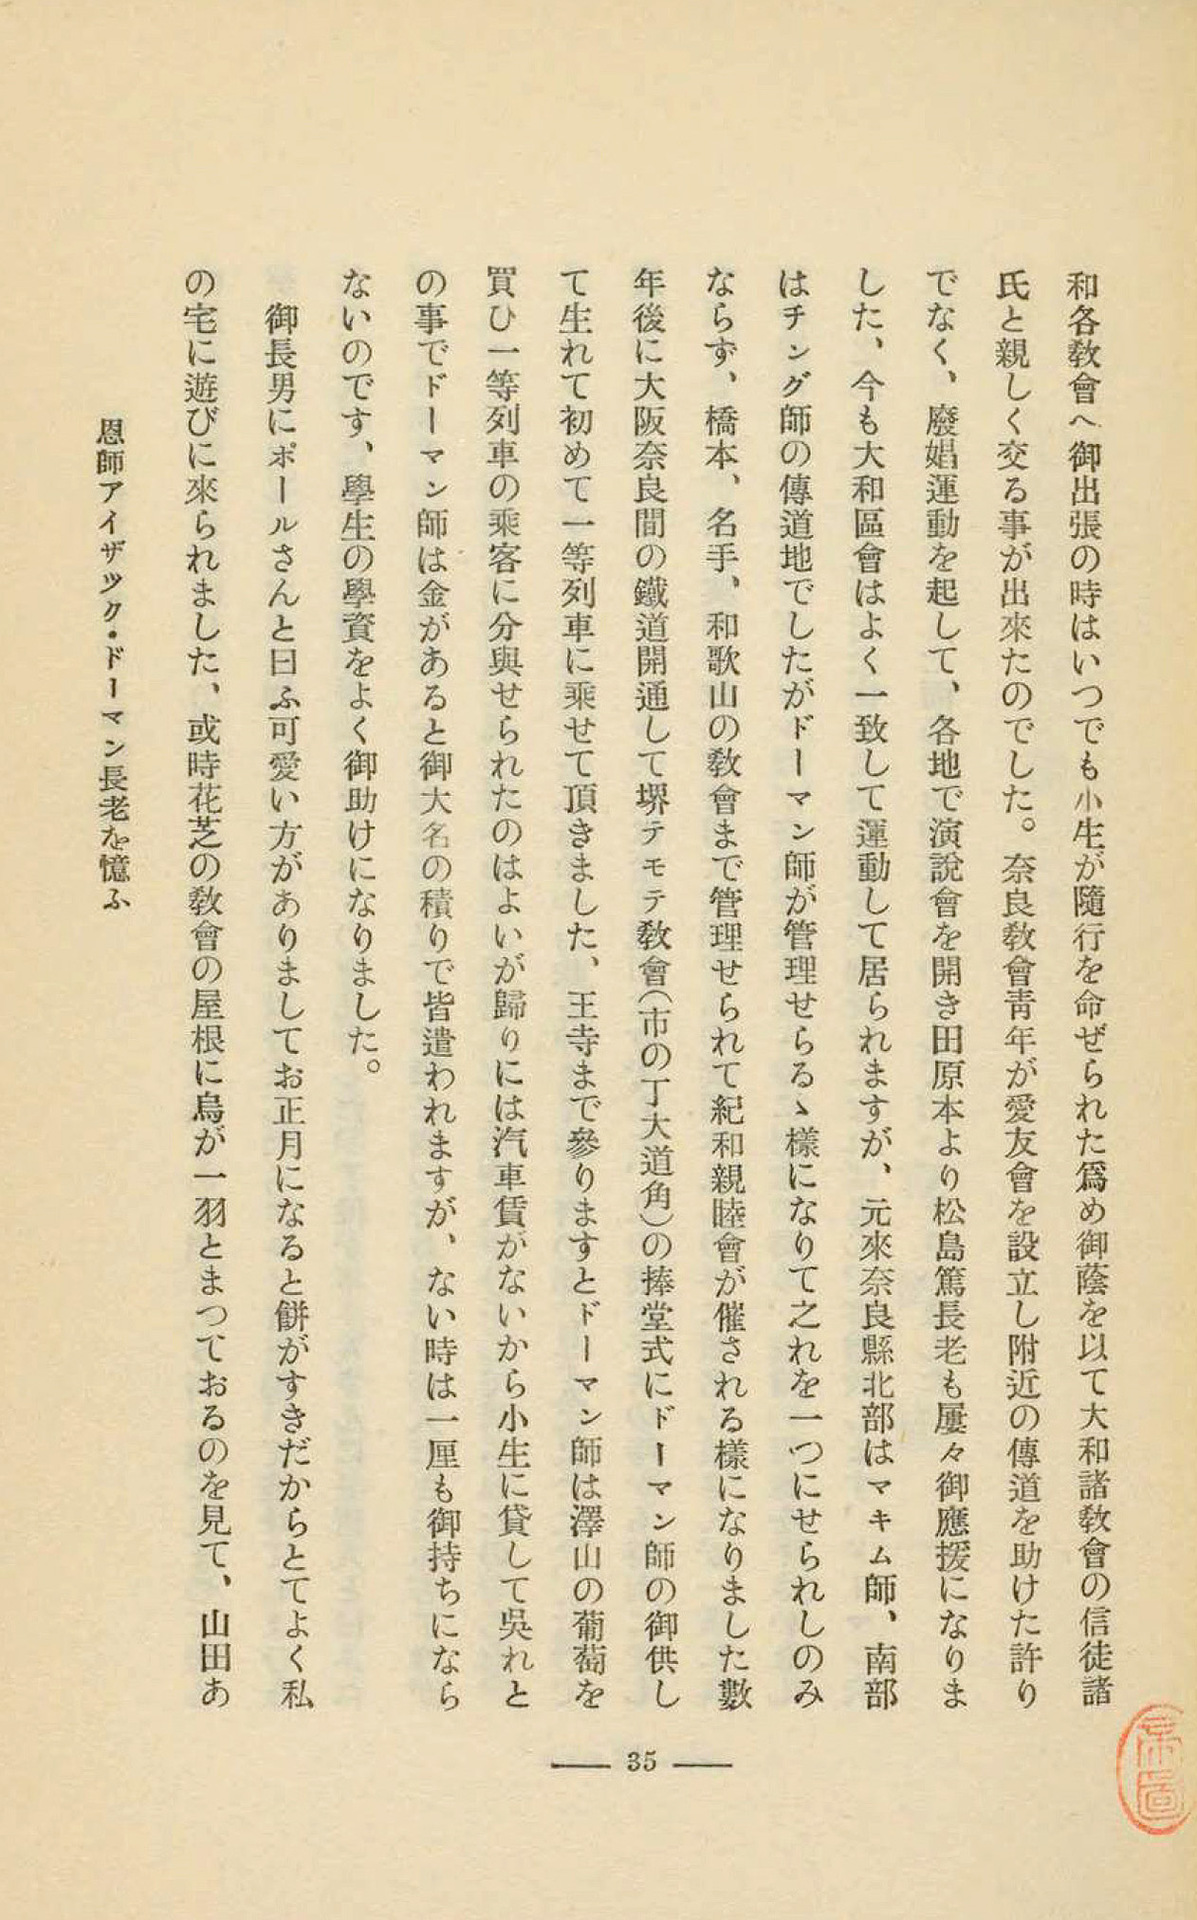 和各敎會へ御出張の時はいつでも小生が隨行を命ぜられた爲め御蔭を以て大和諸敎會の信徒諸
氏と親しく交る事が出來たのでした。奈良敎會靑年が愛友會を設立し附近の傳道を助けた許り
でなく、廢娼運動を起して、各地で演說會を開き田原本より松島篤長老も屢々御應援になりま
した、今も大和區會はよく一致して運動して居られますが、元來奈良縣北部はマキム師、南部
はチング師の傳道地でしたがドーマン師が管理せらるゝ樣になりて之れを一つにせられしのみ
ならず、橋本、名手、和歌山の敎會まで管理せられて紀和親睦會が催される樣になりました數
年後に大阪奈良間の鐵道開通して堺テモテ敎會(市の丁大道角)の捧堂式にドーマン師の御供し
て生れて初めて一等列車に乘せて頂きました、王寺まで參りますとドーマン師は澤山の葡萄を
買ひ一等列車の乘客に分與せられたのはよいが歸りには汽車賃がないから小生に貸して吳れと
の事でドーマン師は金があると御大名の積りで皆遣われますが、ない時は一厘も御持ちになら
ないのです、學生の學資をよく御助けになりました。
御長男にポールさんと曰ふ可愛い方がありましてお正月になると餠がすきだからとてよく私
の宅に遊びに來られました、或時花芝の敎會の屋根に烏が一羽とまつておるのを見て、山田あ
恩師アイザツク・ドーマン長老を憶ふ
35
帝圖